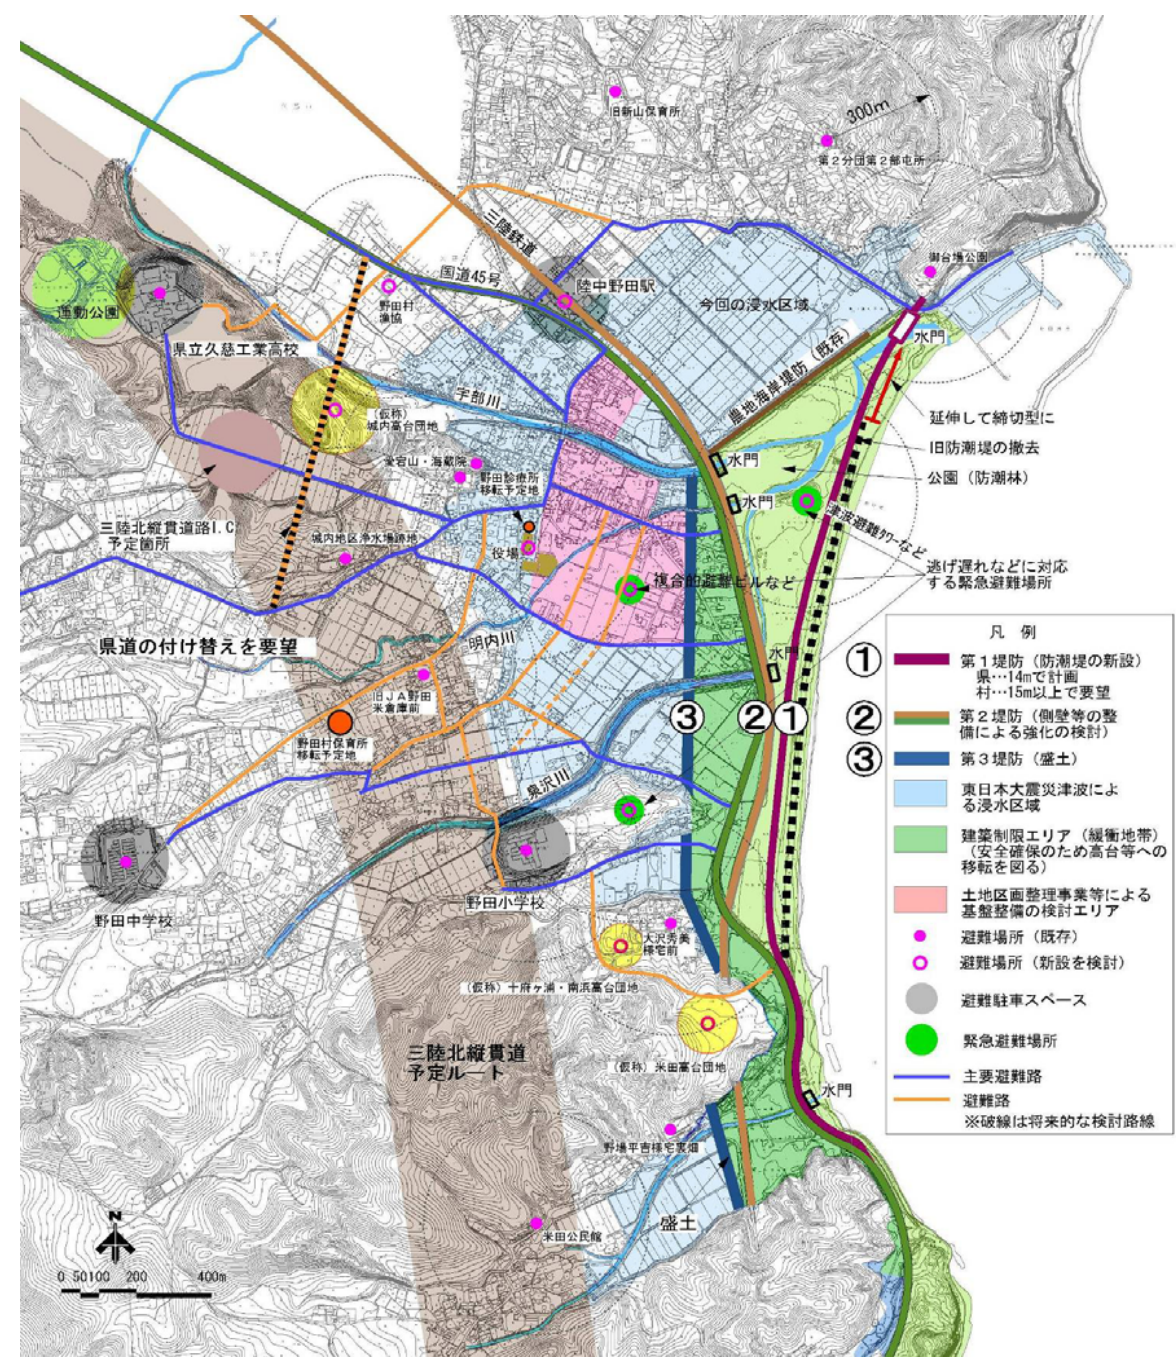 旧新山保育所
300m
第2分団第2部屯所
三陸鉄道
国道45号
陸中野田駅
今回の浸水区域
御台場公園
水門
運動公園
野田村
漁協
県立久慈工業高校
農地海岸堤防（既存）
宇部川
延伸して締切型に
（仮称）
城内高台団地
旧防潮堤の撤去
水門
公園（防潮林）
愛宕山・海蔵院
野田診療所
移転予定地
水門
津波避難ﾀﾜｰなど
三陸北縦貫道路I.C.
予定箇所
城内地区浄水場跡地
役場
複合的避難ビルなど
逃げ遅れなどに対応
する緊急避難場所
県道の付け替えを要望
明内川
水門
旧JA野田
米倉庫前
野田村保育所
移転予定地
③
②
①
泉沢川
野田中学校
野田小学校
大沢秀美
様宅前
（仮称）十府ヶ浦・南浜高台団地
三陸北縦貫道
予定ルート
（仮称）米田高台団地
水門
野場平吉様宅裏畑
盛土
米田公民館
N
0 50100 200 400m
凡 例
① 第1堤防（防潮堤の新設）
県…14mで計画
村…15m以上で要望
② 第2堤防（側壁等の整
備による強化の検討）
③ 第3堤防（盛土）
東日本大震災津波によ
る浸水区域
建築制限エリア（緩衝地帯）
（安全確保のため高台等への
移転を図る）
土地区画整理事業等による
基盤整備の検討エリア
避難場所（既存）
避難場所（新設を検討）
避難駐車スペース
緊急避難場所
主要避難路
避難路
※破線は将来的な検討路線